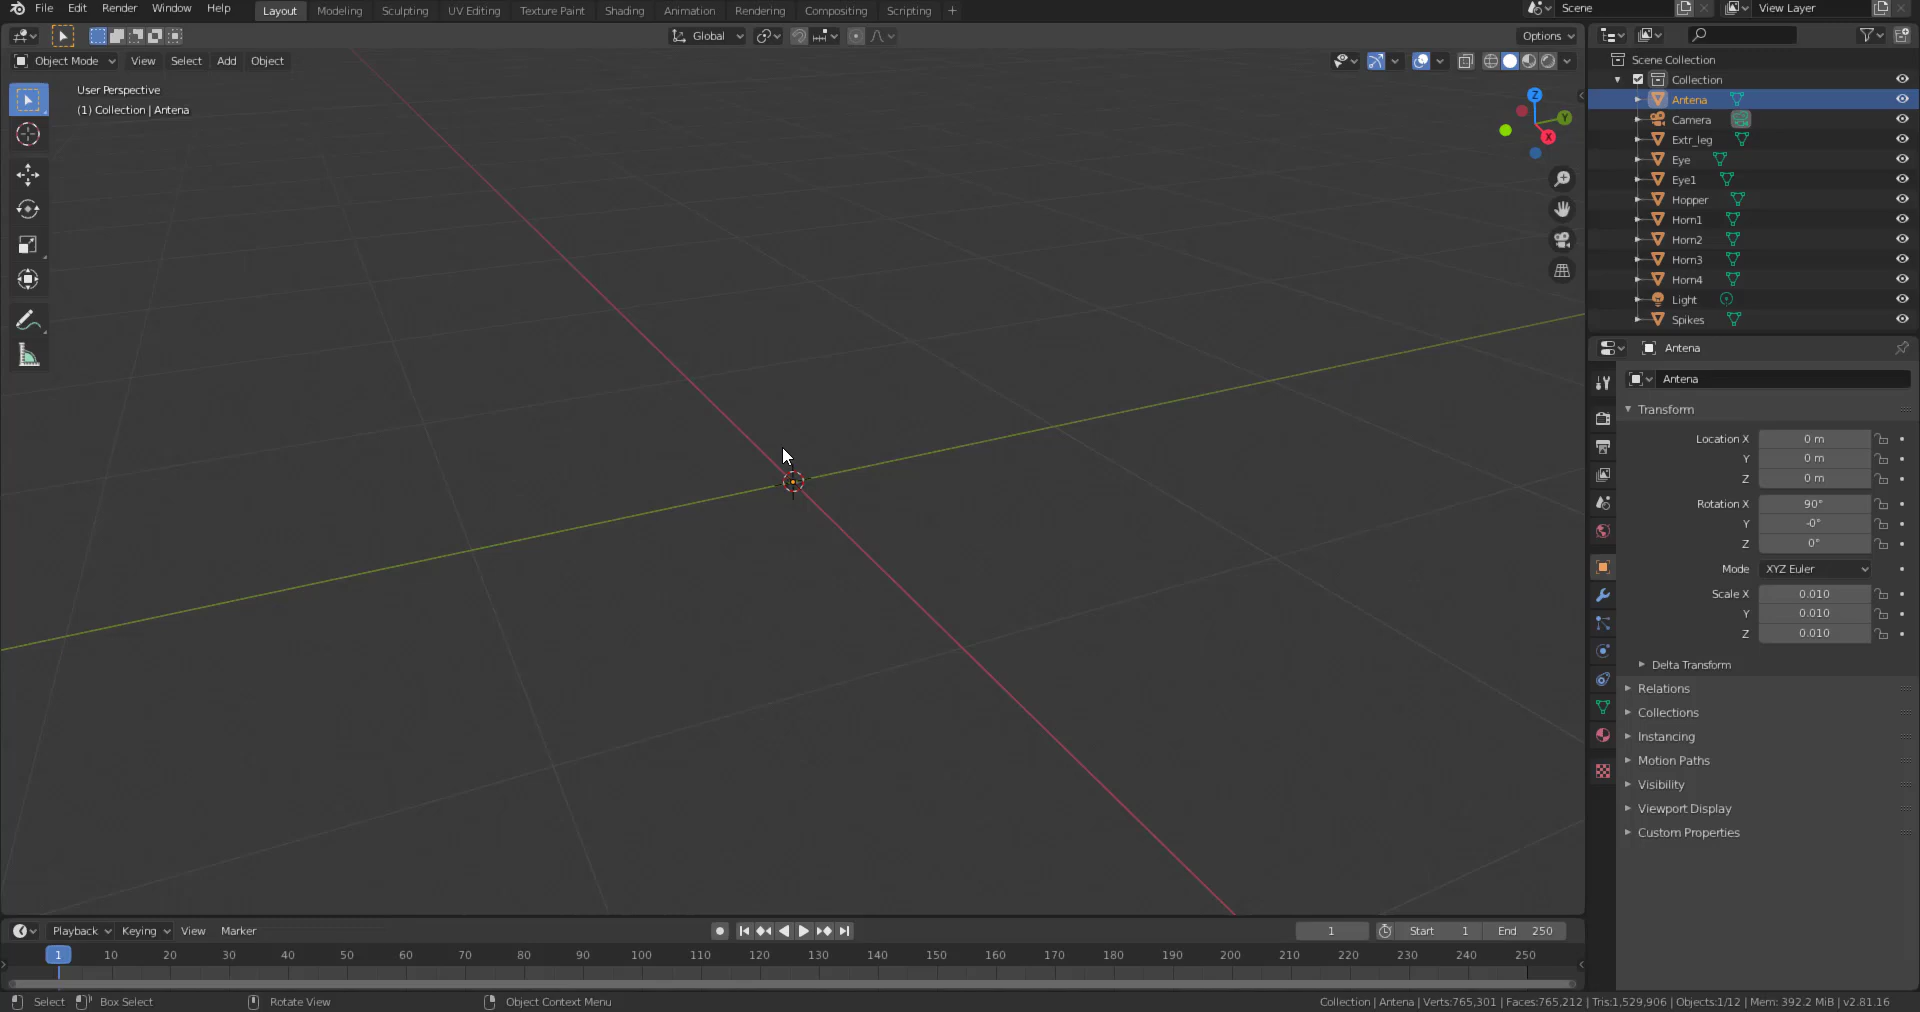 File Edit Render Window Help Layout Modeling Sculpting UV Editing Texture Paint Shading Animation Rendering Compositing Scripting + Scene View Layer
Global Options
Object Mode View Select Add Object
User Perspective
(1) Collection | Antena
Z
Y
X
Scene Collection
Collection
Antena
Camera
Extr_leg
Eye
Eye1
Hopper
Horn1
Horn2
Horn3
Horn4
Light
Spikes
Antena
Antena
Transform
Location X 0 m
Y 0 m
Z 0 m
Rotation X 90°
Y -0°
Z 0°
Mode XYZ Euler
Scale X 0.010
Y 0.010
Z 0.010
Delta Transform
Relations
Collections
Instancing
Motion Paths
Visibility
Viewport Display
Custom Properties
Playback Keying View Marker 1 Start 1 End 250
1 10 20 30 40 50 60 70 80 90 100 110 120 130 140 150 160 170 180 190 200 210 220 230 240 250
Select Box Select Rotate View Object Context Menu Collection | Antena | Verts:765,301 | Faces:765,212 | Tris:1,529,906 | Objects:1/12 | Mem: 392.2 MiB | v2.81.16